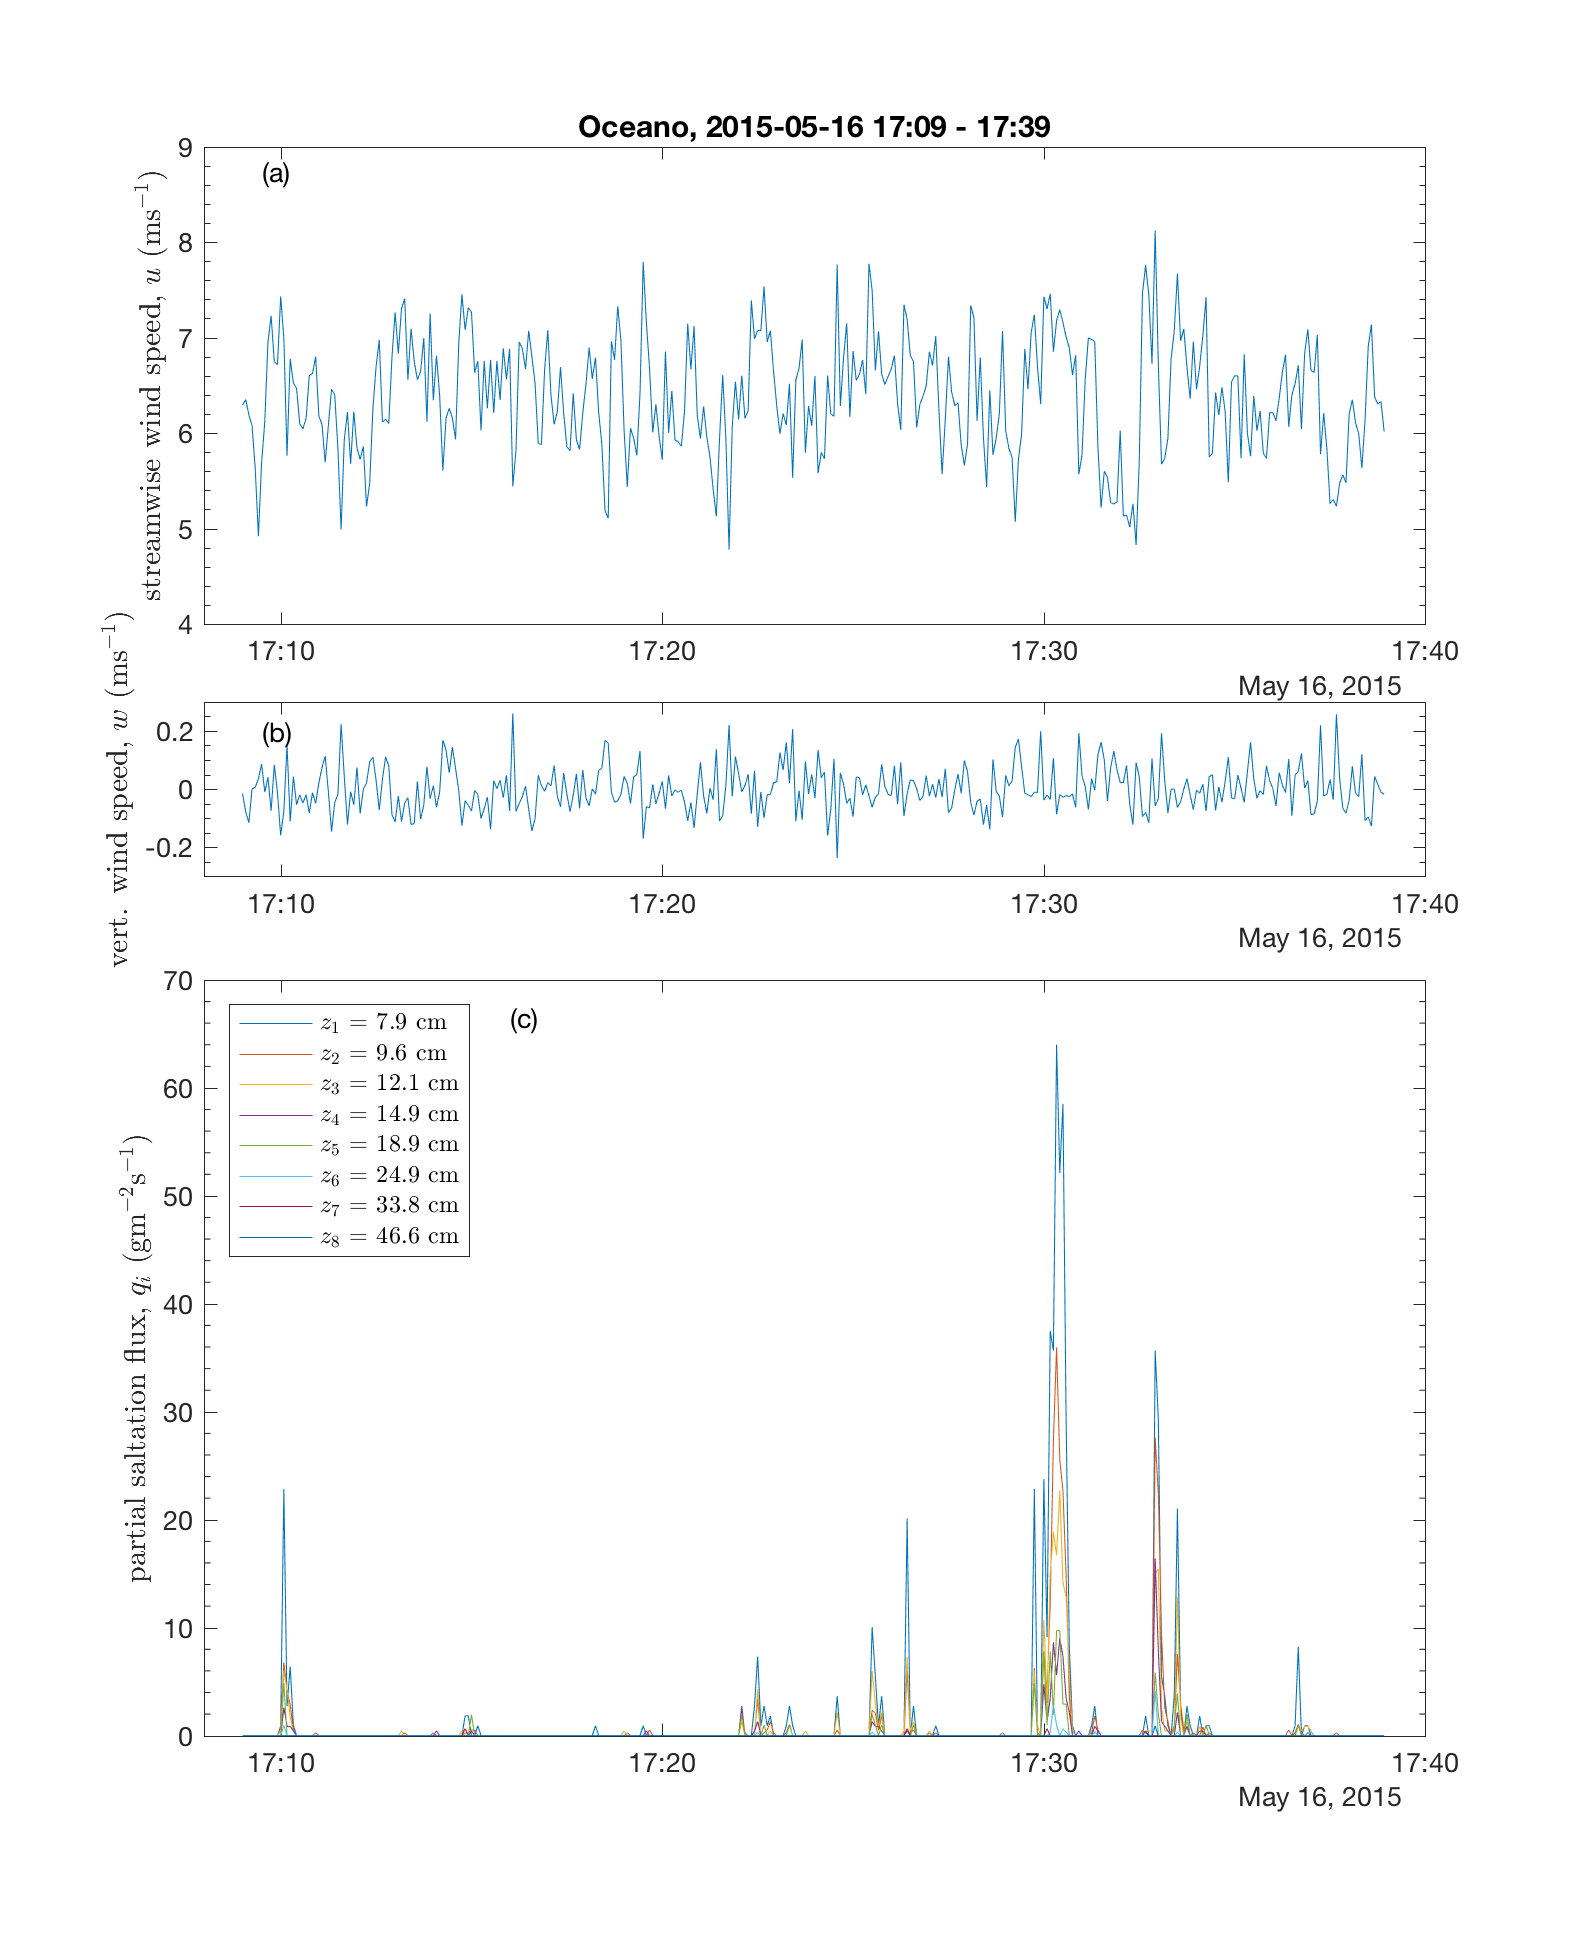 Oceano, 2015-05-16 17:09 - 17:39
(a)
streamwise wind speed, u (ms⁻¹)
9
8
7
6
5
4
17:10 17:20 17:30 17:40
May 16, 2015
(b)
vert. wind speed, w (ms⁻¹)
0.2
0
-0.2
17:10 17:20 17:30 17:40
May 16, 2015
(c)
partial saltation flux, qᵢ (gm⁻²s⁻¹)
70
60
50
40
30
20
10
0
z₁ = 7.9 cm
z₂ = 9.6 cm
z₃ = 12.1 cm
z₄ = 14.9 cm
z₅ = 18.9 cm
z₆ = 24.9 cm
z₇ = 33.8 cm
z₈ = 46.6 cm
17:10 17:20 17:30 17:40
May 16, 2015